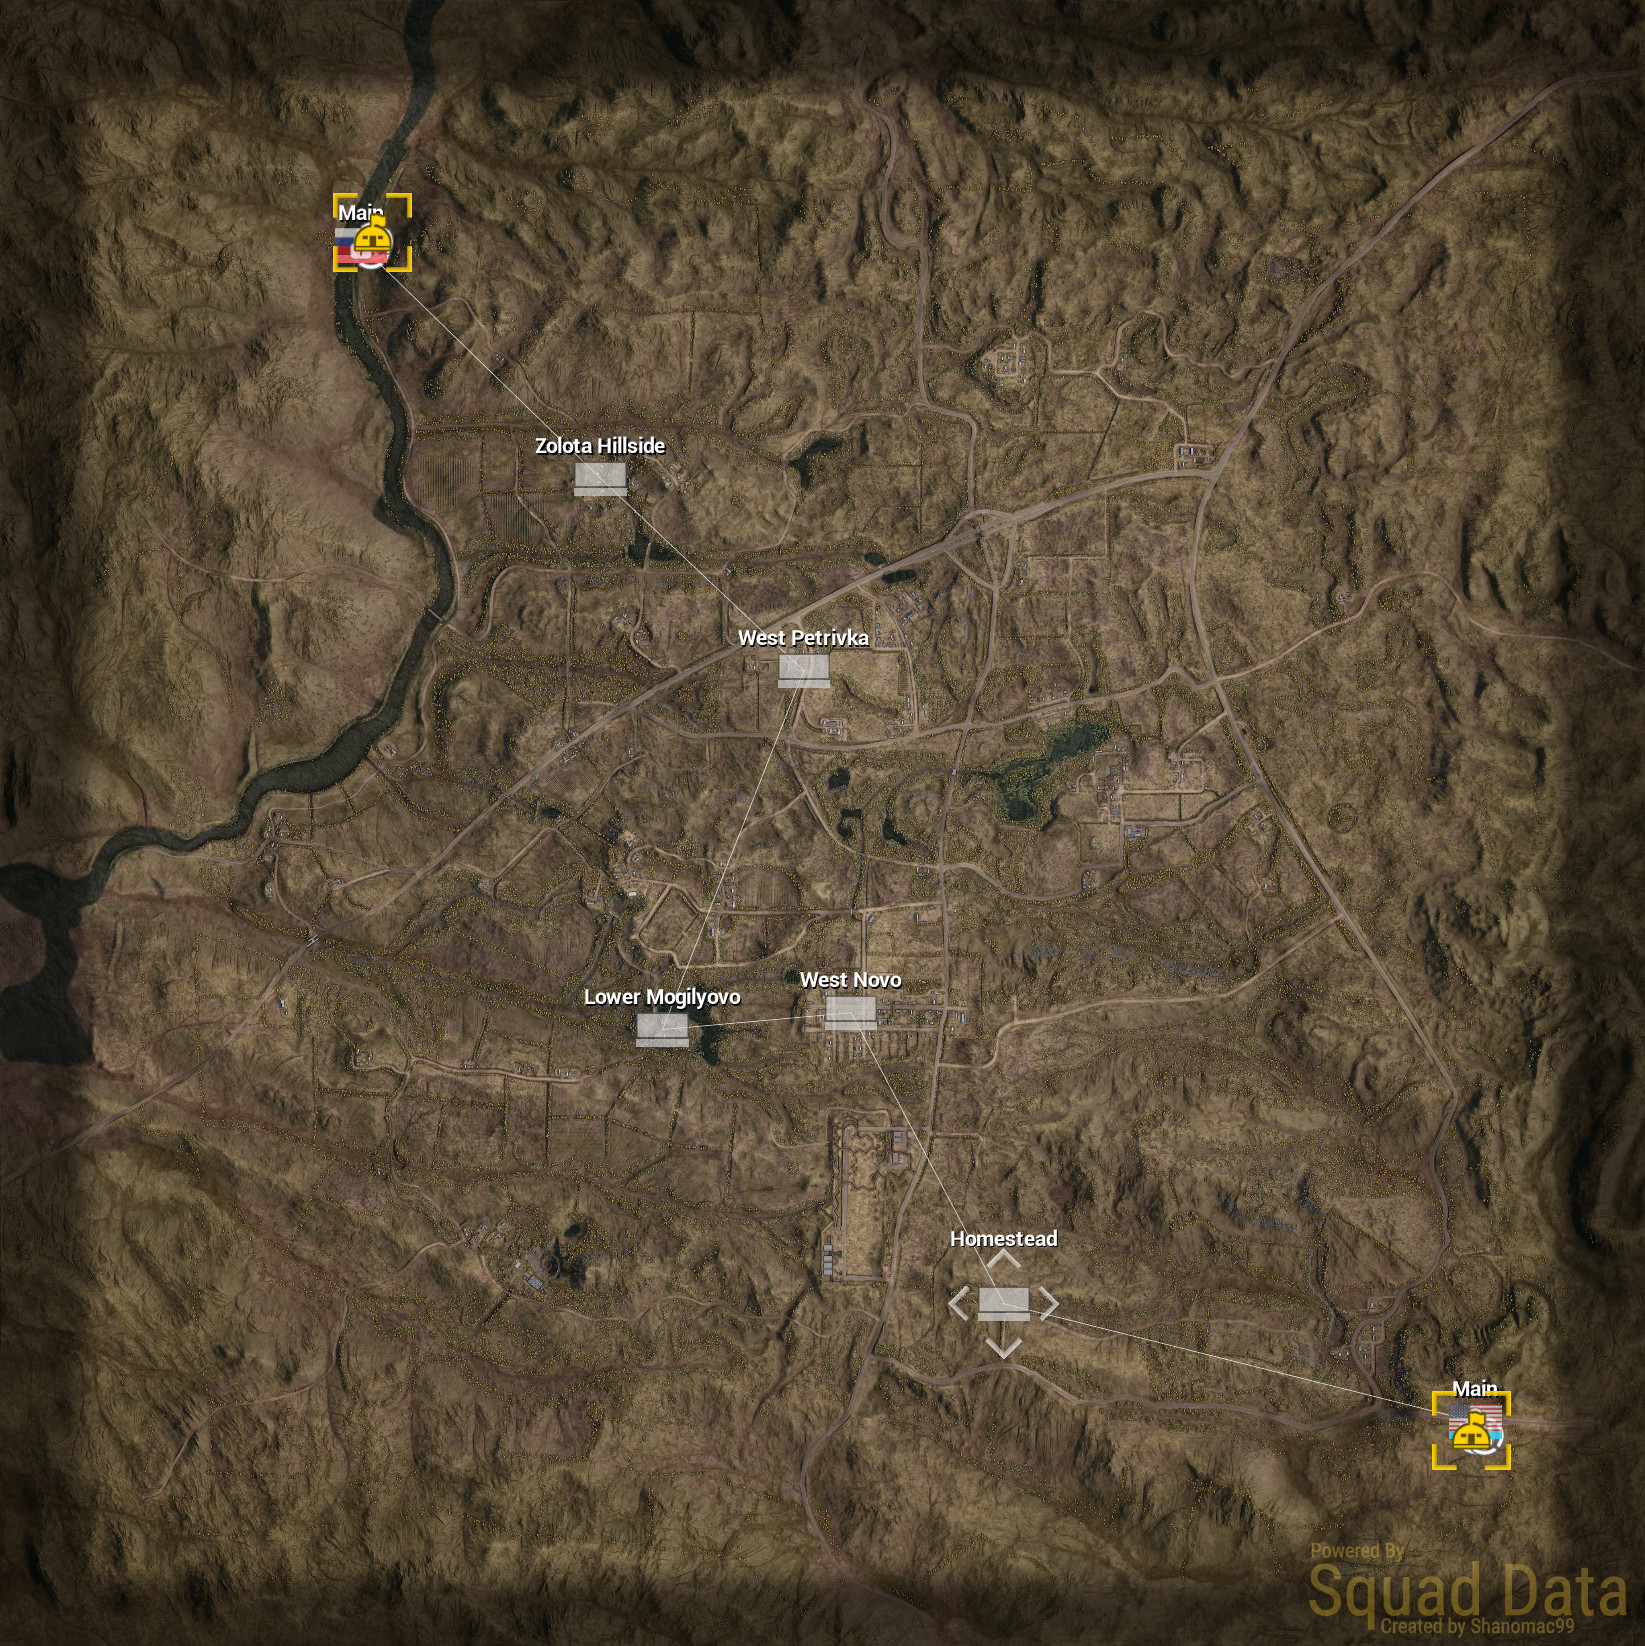 Main
Zolota Hillside
West Petrivka
West Novo
Lower Mogilyovo
Homestead
Main
Powered By
Squad Data
Created by Shanomac99